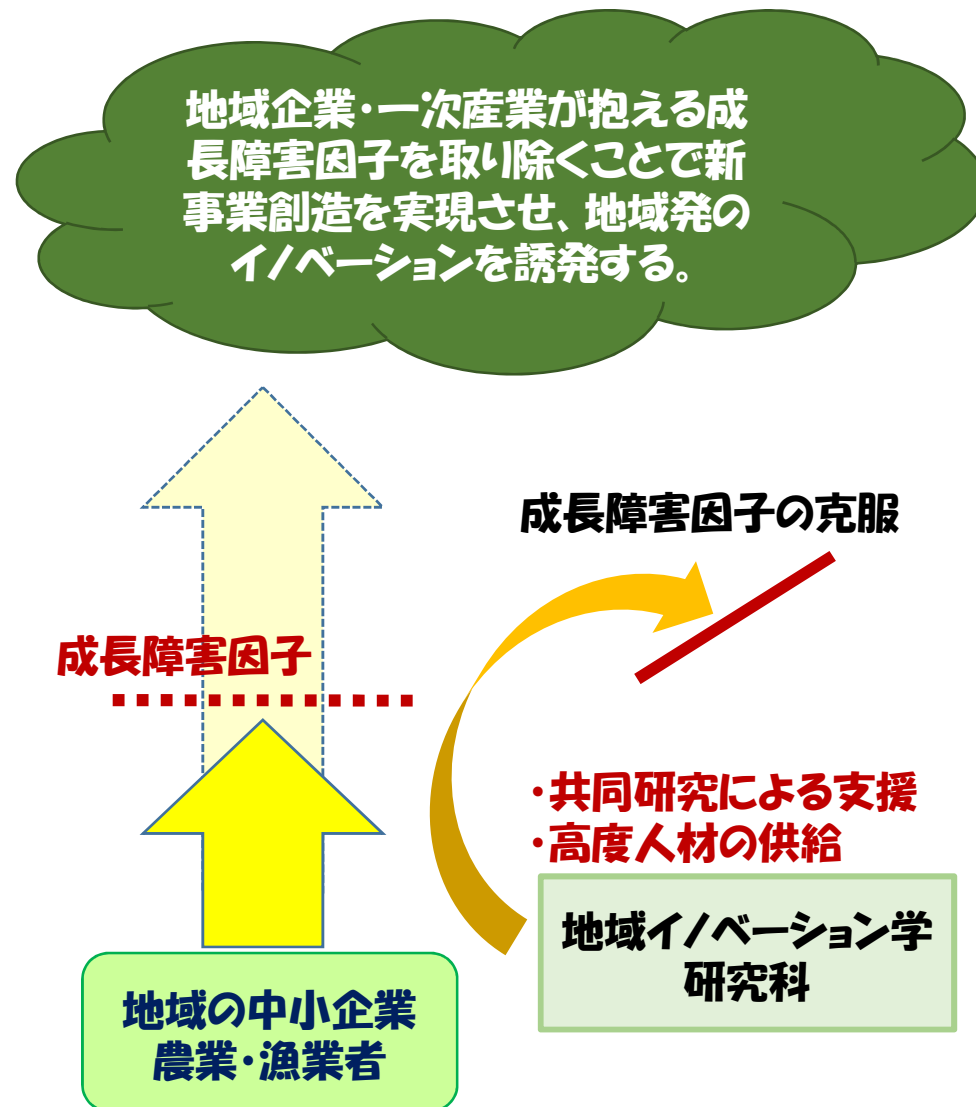 地域企業・一次産業が抱える成
長障害因子を取り除くことで新
事業創造を実現させ、地域発の
イノベーションを誘発する。
成長障害因子の克服
成長障害因子
・共同研究による支援
・高度人材の供給
地域イノベーション学
研究科
地域の中小企業
農業・漁業者